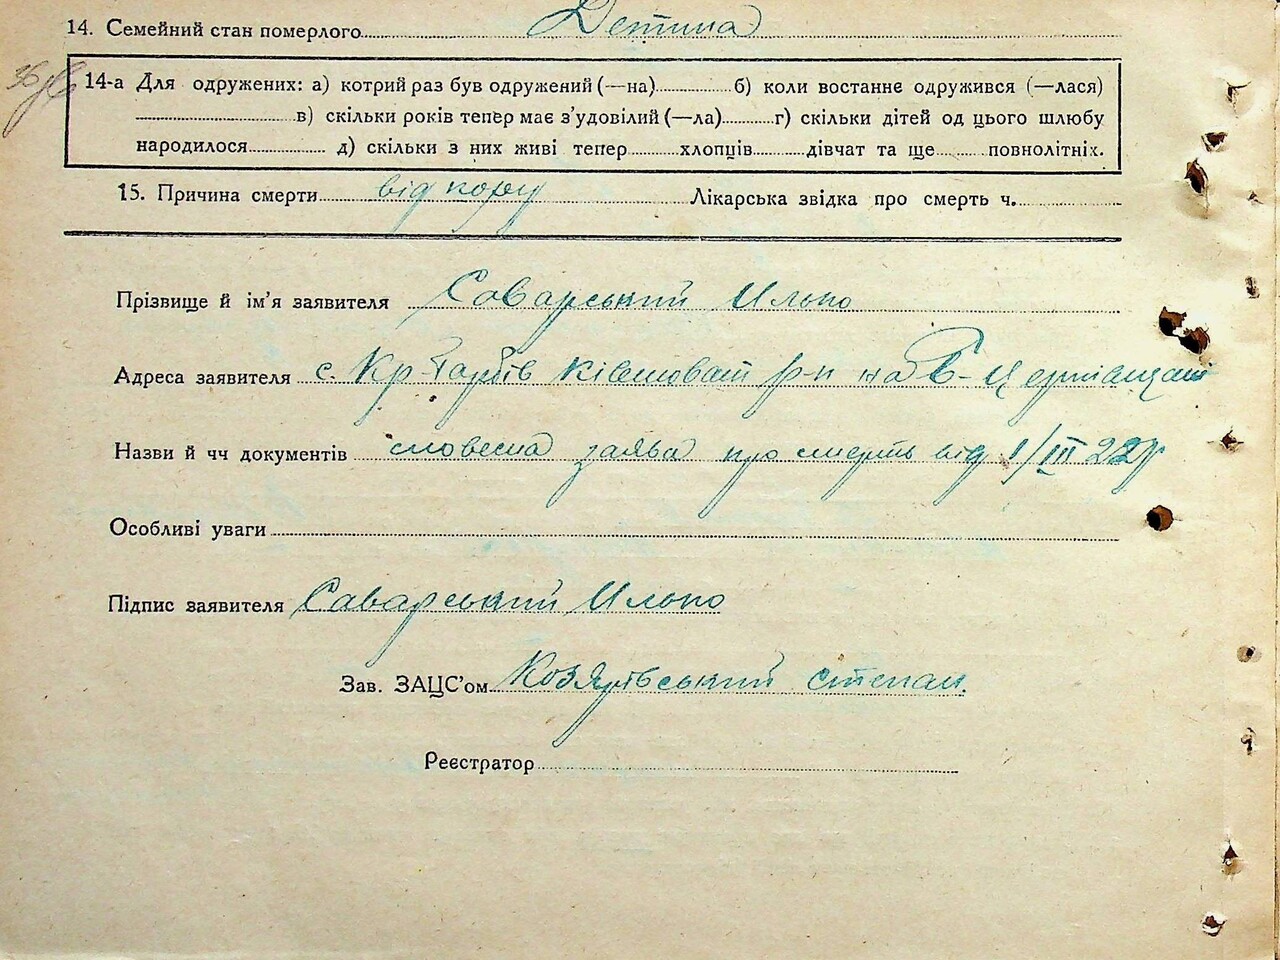 14. Семейний стан померлого Детина
14-а Для одружених: а) котрий раз був одружений (—на) б) коли востанне одружився (—лася)
в) скільки років тепер має з’удовілий (—ла) г) скільки дітей од цього шлюбу
народилося д) скільки з них живі тепер хлопців дівчат та ще повнолітніх.
15. Причина смерти від кору Лікарська звідка про смерть ч.
Прізвище й ім’я заявителя Саварський Илько
Адреса заявителя с. Кр- р-н на Б-Церківщані
Назви й чч документів словесна заява про смерть від 1/III 22р
Особливі уваги
Підпис заявителя Саварський Илько
Зав. ЗАЦС’ом Степан.
Реєстратор